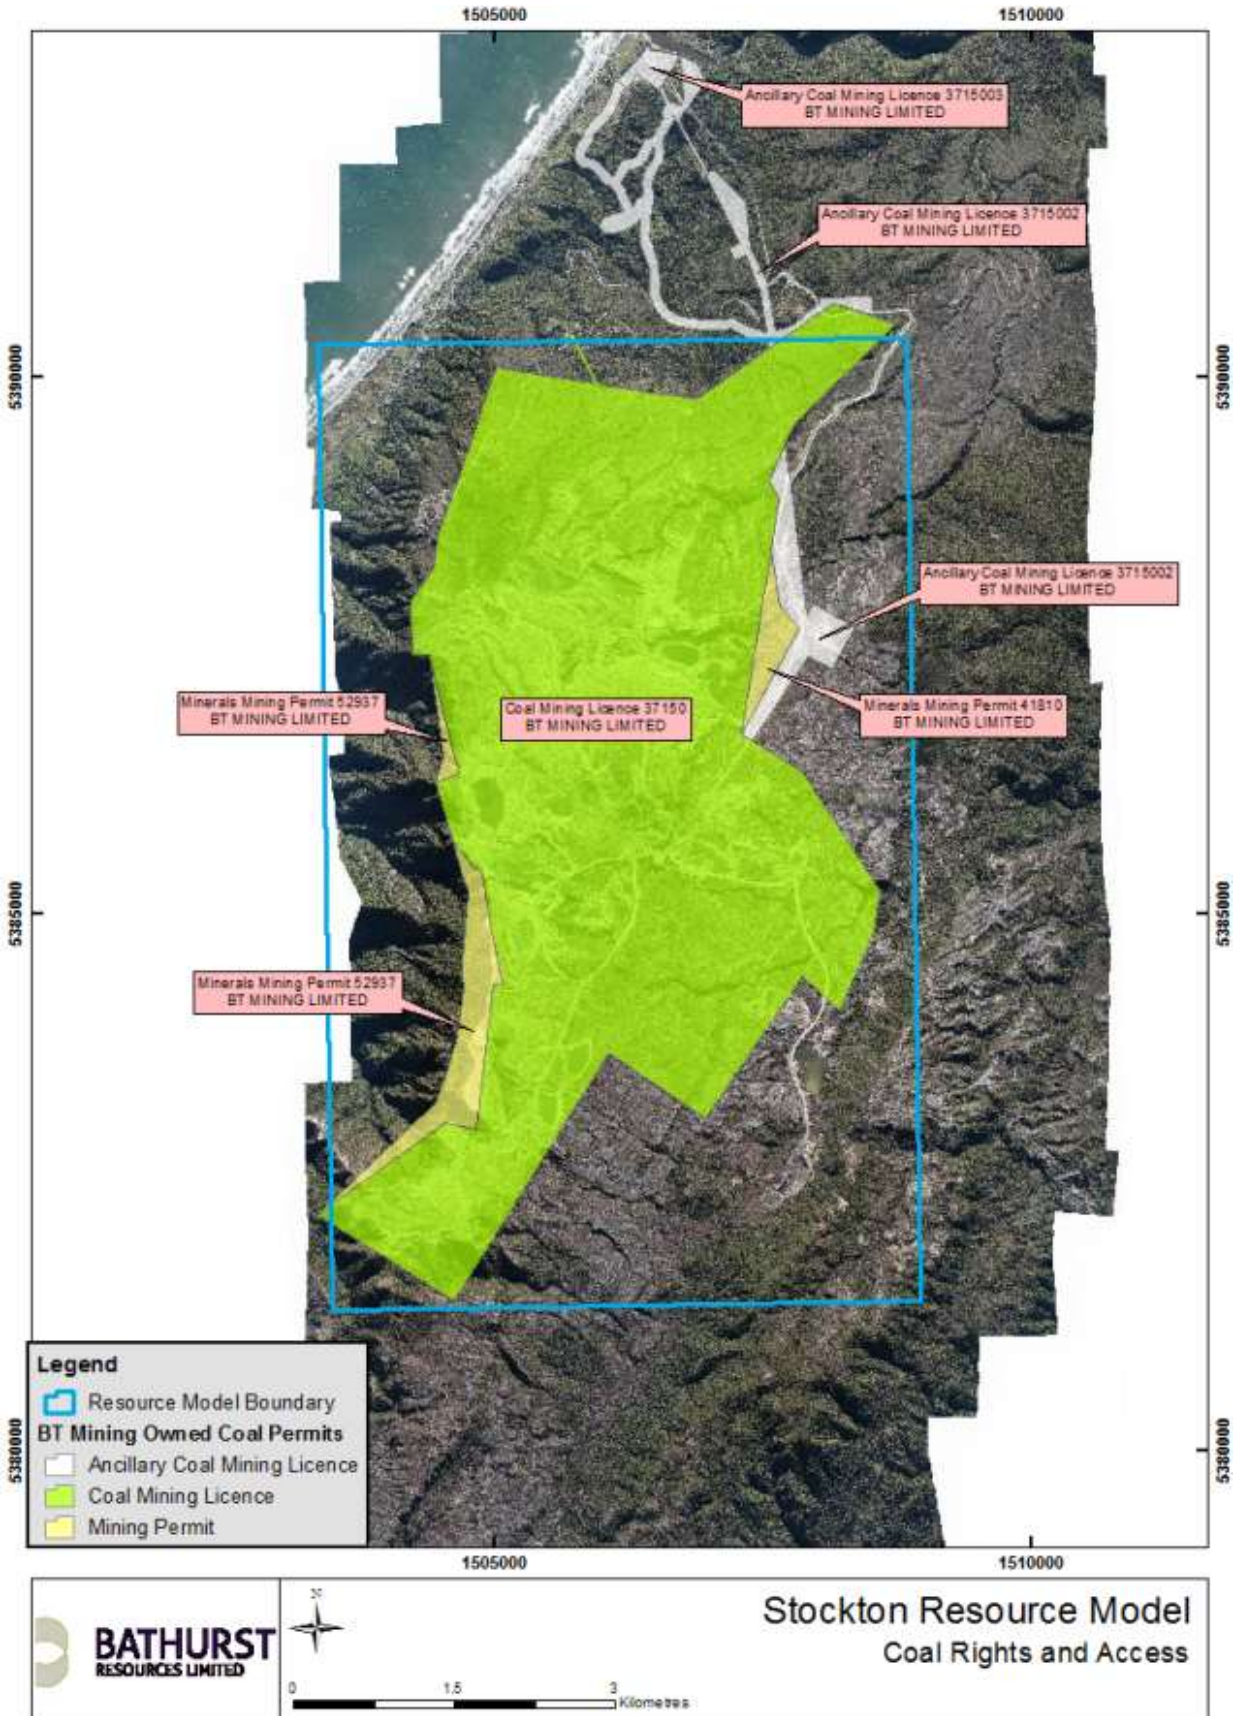 1505000
1510000
Ancillary Coal Mining Licence 3715003
BT MINING LIMITED
Ancillary Coal Mining Licence 3715002
BT MINING LIMITED
5390000
5390000
Ancillary Coal Mining Licence 3715002
BT MINING LIMITED
Minerals Mining Permit 52937
BT MINING LIMITED
Coal Mining Licence 37150
BT MINING LIMITED
Minerals Mining Permit 41810
BT MINING LIMITED
5385000
5385000
Minerals Mining Permit 52937
BT MINING LIMITED
Legend
Resource Model Boundary
BT Mining Owned Coal Permits
Ancillary Coal Mining Licence
Coal Mining Licence
Mining Permit
5380000
5380000
1505000
1510000
BATHURST
RESOURCES LIMITED
N
0 1.5 3
Kilometres
Stockton Resource Model
Coal Rights and Access